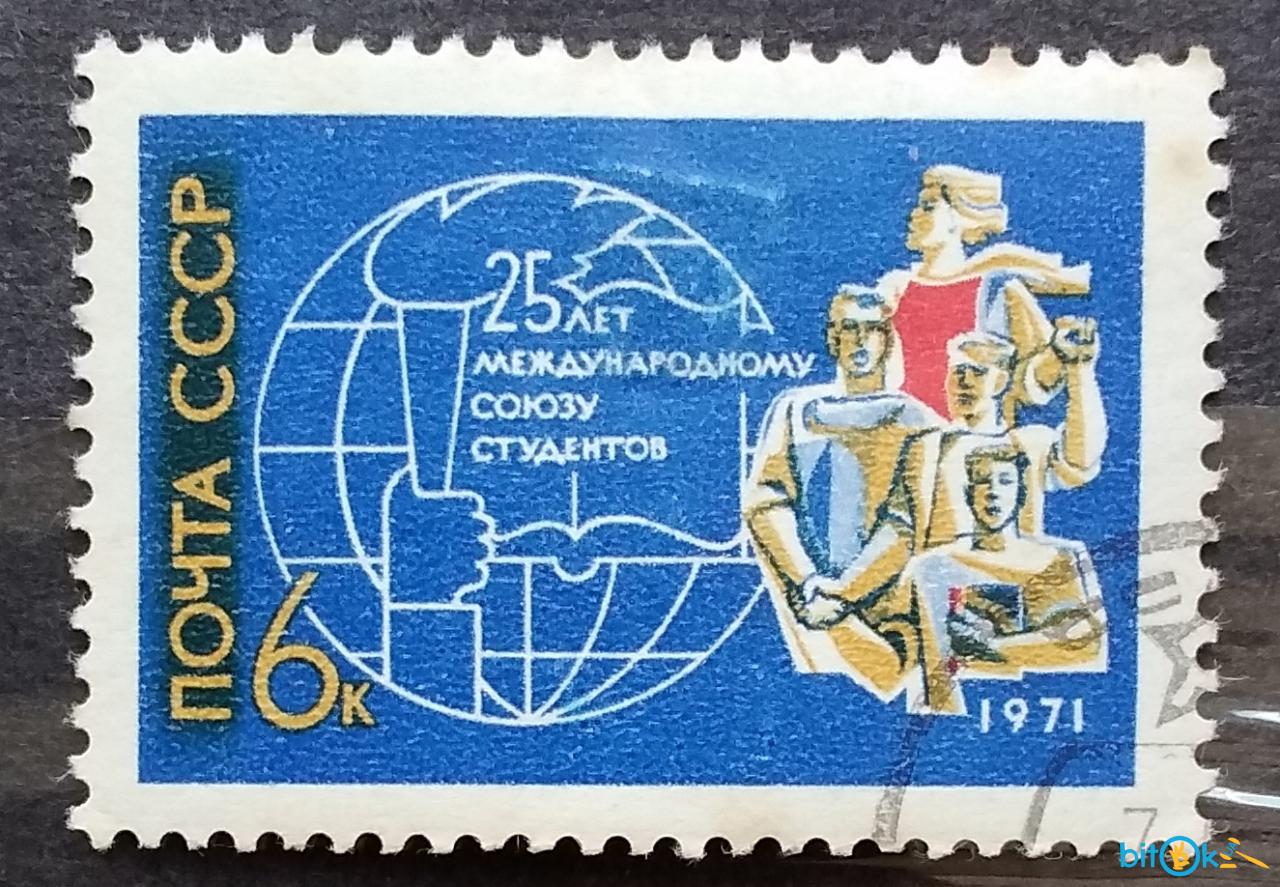 ПОЧТА СССР
25 ЛЕТ
МЕЖДУНАРОДНОМУ
СОЮЗУ
СТУДЕНТОВ
6к
1971
bitOk